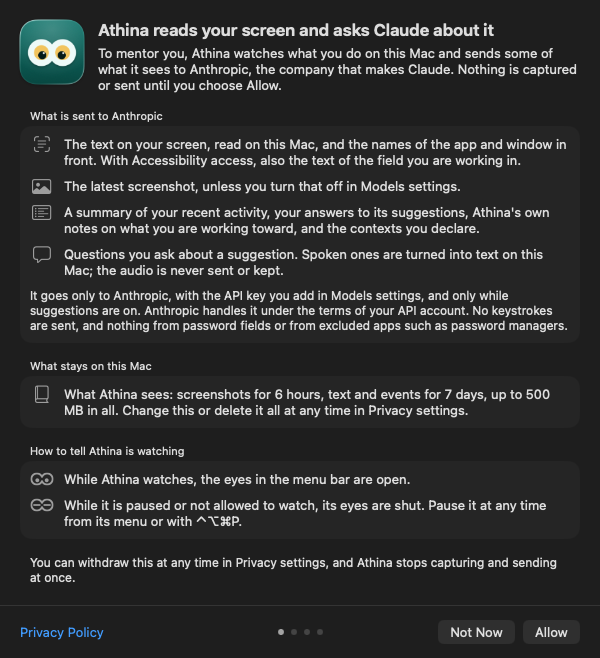 Athina reads your screen and asks Claude about it
To mentor you, Athina watches what you do on this Mac and sends some of
what it sees to Anthropic, the company that makes Claude. Nothing is captured
or sent until you choose Allow.
What is sent to Anthropic
The text on your screen, read on this Mac, and the names of the app and window in
front. With Accessibility access, also the text of the field you are working in.
The latest screenshot, unless you turn that off in Models settings.
A summary of your recent activity, your answers to its suggestions, Athina's own
notes on what you are working toward, and the contexts you declare.
Questions you ask about a suggestion. Spoken ones are turned into text on this
Mac; the audio is never sent or kept.
It goes only to Anthropic, with the API key you add in Models settings, and only while
suggestions are on. Anthropic handles it under the terms of your API account. No keystrokes
are sent, and nothing from password fields or from excluded apps such as password managers.
What stays on this Mac
What Athina sees: screenshots for 6 hours, text and events for 7 days, up to 500
MB in all. Change this or delete it all at any time in Privacy settings.
How to tell Athina is watching
While Athina watches, the eyes in the menu bar are open.
While it is paused or not allowed to watch, its eyes are shut. Pause it at any time
from its menu or with ⌃⌥⌘P.
You can withdraw this at any time in Privacy settings, and Athina stops capturing and sending
at once.
Privacy Policy
Not Now
Allow